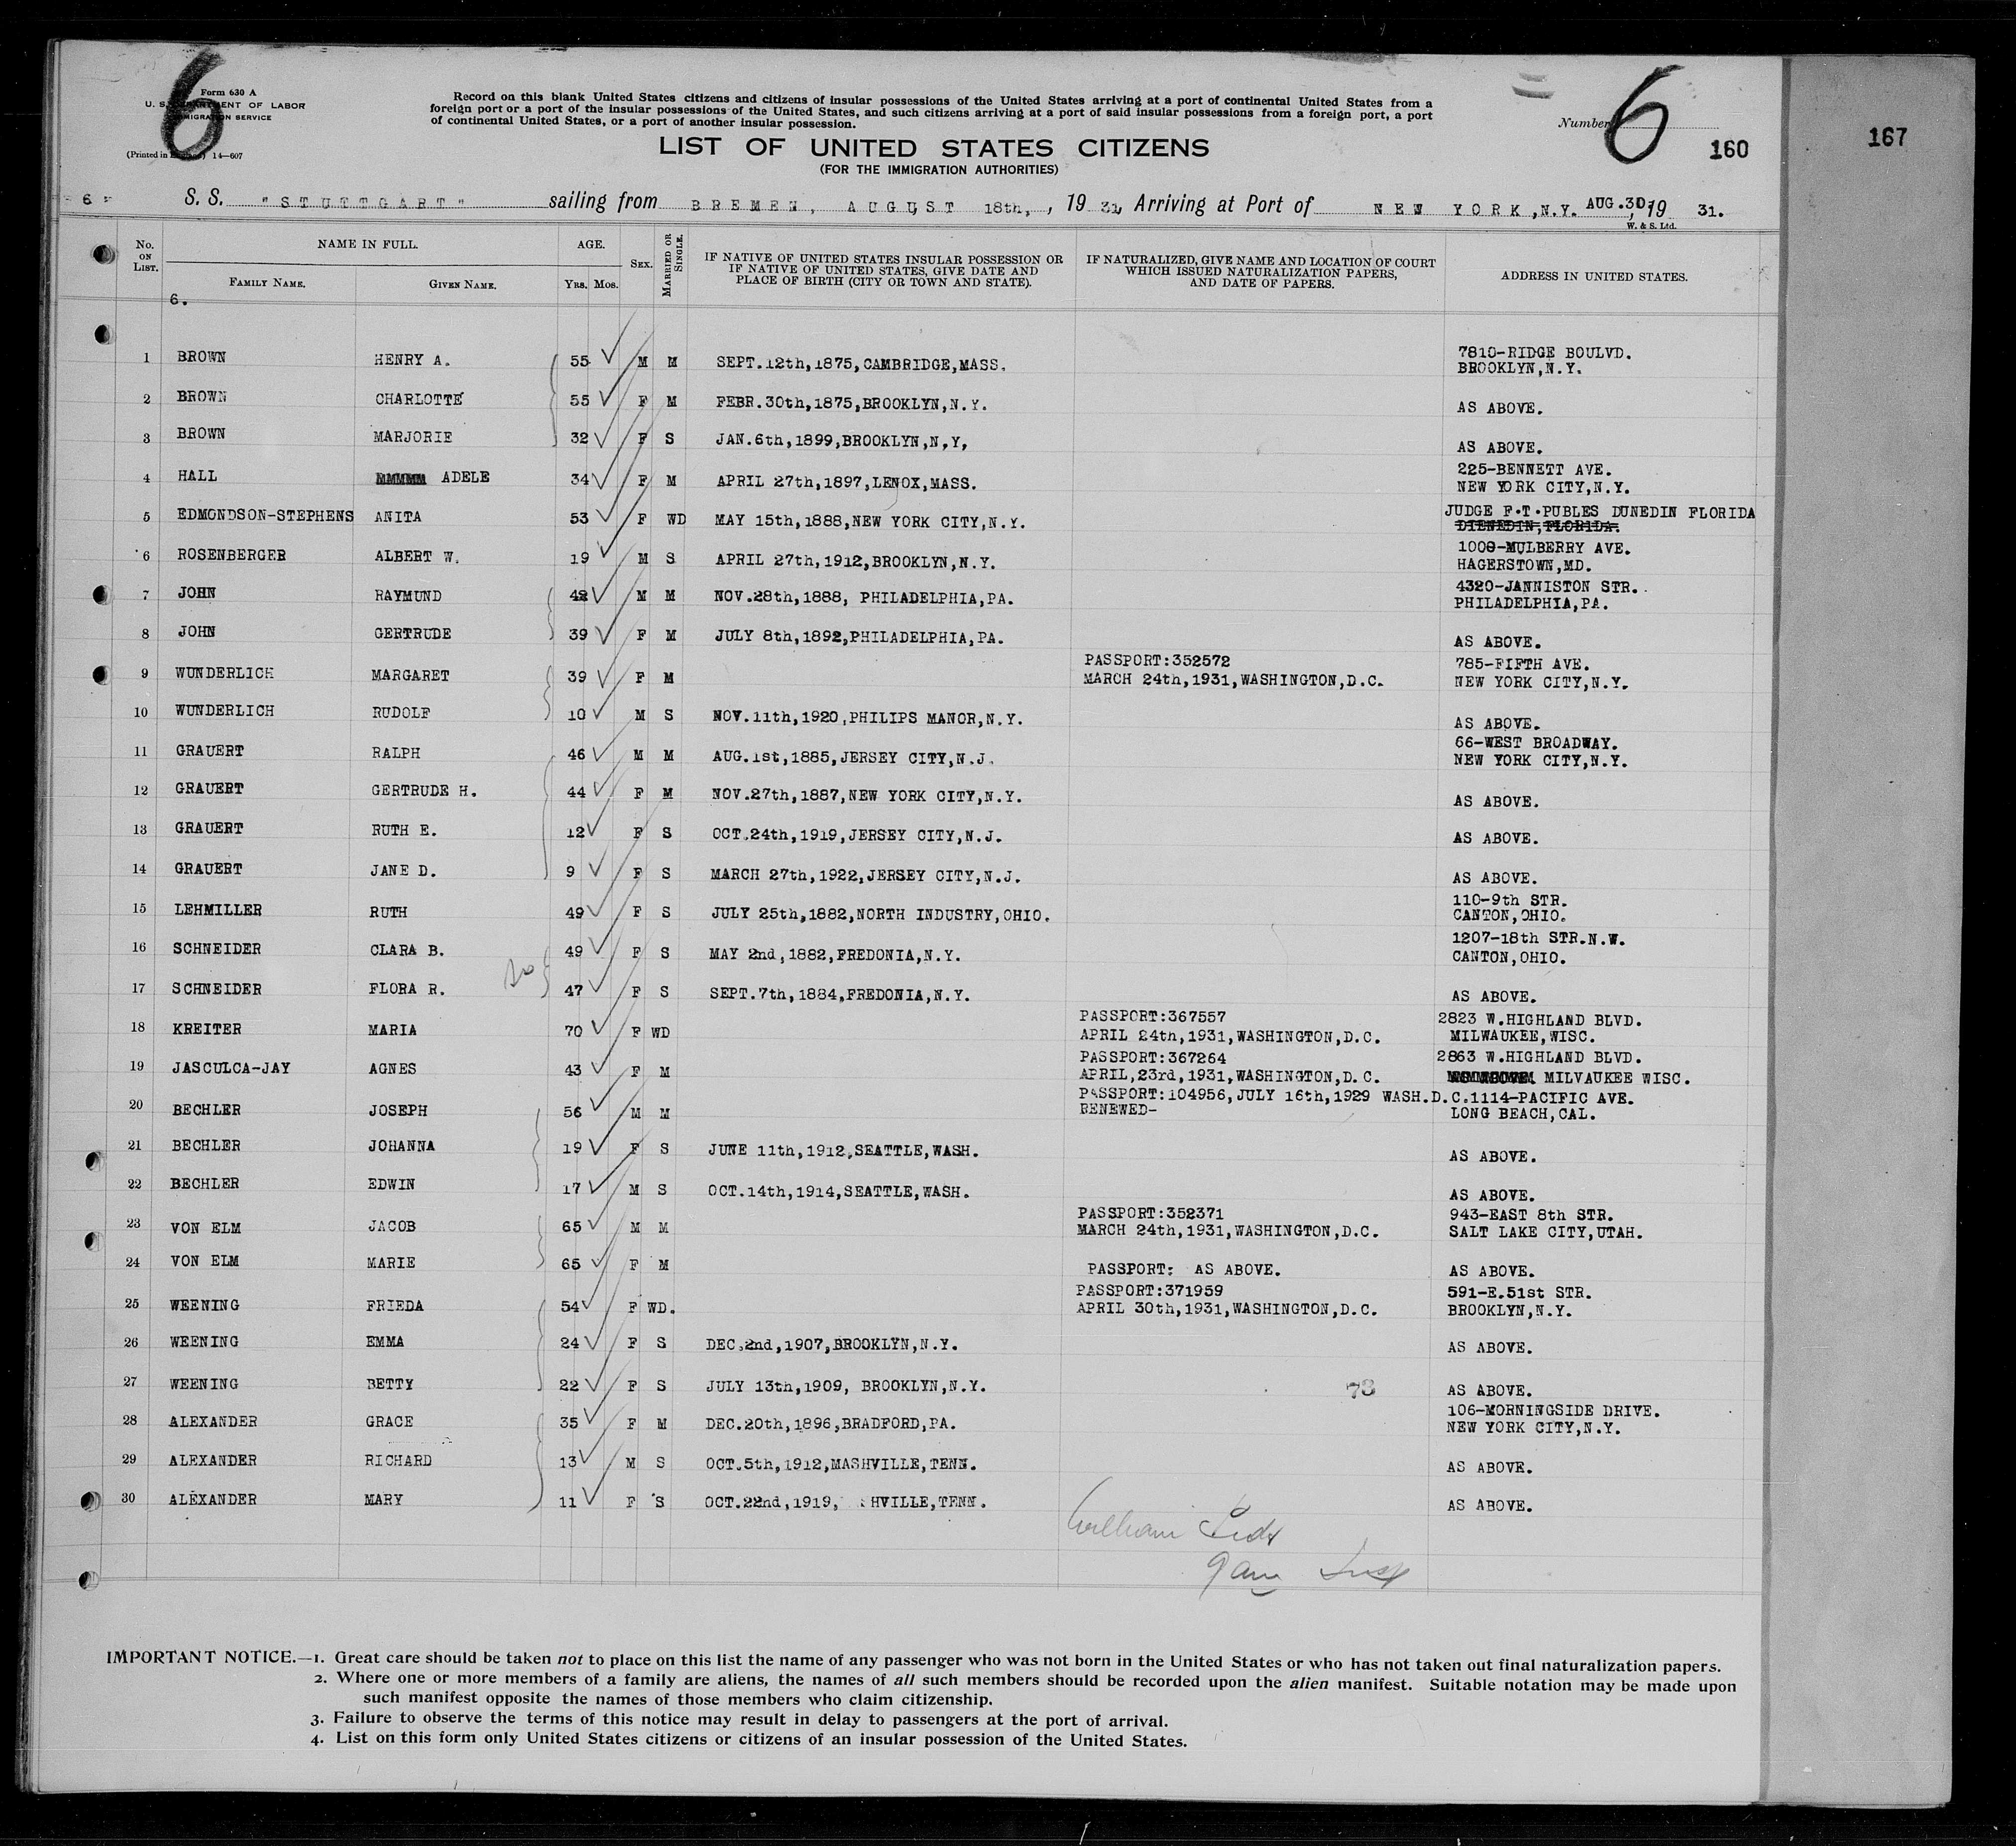 6
Form 630 A
U. S. DEPARTMENT OF LABOR
IMMIGRATION SERVICE
(Printed in England) 14—607
Record on this blank United States citizens and citizens of insular possessions of the United States arriving at a port of continental United States from a
foreign port or a port of the insular possessions of the United States, and such citizens arriving at a port of said insular possessions from a foreign port, a port
of continental United States, or a port of another insular possession.
LIST OF UNITED STATES CITIZENS
(FOR THE IMMIGRATION AUTHORITIES)
Number 6
160
167
6 S. S. "STUTTGART" sailing from BREMEN, AUGUST 18th, , 19 31, Arriving at Port of NEW YORK,N.Y. AUG.30, 19 31.
W. & S. Ltd.
No. ON LIST. NAME IN FULL. FAMILY NAME. GIVEN NAME. AGE. YRS. MOS. SEX. MARRIED OR SINGLE. IF NATIVE OF UNITED STATES INSULAR POSSESSION OR IF NATIVE OF UNITED STATES, GIVE DATE AND PLACE OF BIRTH (CITY OR TOWN AND STATE). IF NATURALIZED, GIVE NAME AND LOCATION OF COURT WHICH ISSUED NATURALIZATION PAPERS, AND DATE OF PAPERS. ADDRESS IN UNITED STATES.
6.
1 BROWN HENRY A. 55 M M SEPT.12th,1875,CAMBRIDGE,MASS. 7810-RIDGE BOULVD.
BROOKLYN,N.Y.
2 BROWN CHARLOTTE 55 F M FEBR.30th,1875,BROOKLYN,N.Y. AS ABOVE.
3 BROWN MARJORIE 32 F S JAN.6th,1899,BROOKLYN,N,Y, AS ABOVE.
4 HALL ADELE 34 F M APRIL 27th,1897,LENOX,MASS. 225-BENNETT AVE.
NEW YORK CITY,N.Y.
5 EDMONDSON-STEPHENS ANITA 53 F WD MAY 15th,1888,NEW YORK CITY,N.Y. JUDGE F.T.PUBLES DUNEDIN FLORIDA
DIENEDIN,FLORIDA.
6 ROSENBERGER ALBERT W. 19 M S APRIL 27th,1912,BROOKLYN,N.Y. 1000-MULBERRY AVE.
HAGERSTOWN,MD.
7 JOHN RAYMUND 42 M M NOV.28th,1888, PHILADELPHIA,PA. 4320-JANNISTON STR.
PHILADELPHIA,PA.
8 JOHN GERTRUDE 39 F M JULY 8th,1892,PHILADELPHIA,PA. AS ABOVE.
9 WUNDERLICH MARGARET 39 F M PASSPORT:352572 785-FIFTH AVE.
MARCH 24th,1931,WASHINGTON,D.C. NEW YORK CITY,N.Y.
10 WUNDERLICH RUDOLF 10 M S NOV.11th,1920,PHILIPS MANOR,N.Y. AS ABOVE.
11 GRAUERT RALPH 46 M M AUG.1st,1885,JERSEY CITY,N.J. 66-WEST BROADWAY.
NEW YORK CITY,N.Y.
12 GRAUERT GERTRUDE H. 44 F M NOV.27th,1887,NEW YORK CITY,N.Y. AS ABOVE.
13 GRAUERT RUTH E. 12 F S OCT.24th,1919,JERSEY CITY,N.J. AS ABOVE.
14 GRAUERT JANE D. 9 F S MARCH 27th,1922,JERSEY CITY,N.J. AS ABOVE.
15 LEHMILLER RUTH 49 F S JULY 25th,1882,NORTH INDUSTRY,OHIO. 110-9th STR.
CANTON,OHIO.
16 SCHNEIDER CLARA B. 49 F S MAY 2nd,1882,FREDONIA,N.Y. 1207-18th STR.N.W.
CANTON,OHIO.
17 SCHNEIDER FLORA R. 47 F S SEPT.7th,1884,FREDONIA,N.Y. AS ABOVE.
18 KREITER MARIA 70 F WD PASSPORT:367557 2823 W.HIGHLAND BLVD.
APRIL 24th,1931,WASHINGTON,D.C. MILWAUKEE,WISC.
19 JASCULCA-JAY AGNES 43 F M PASSPORT:367264 2863 W.HIGHLAND BLVD.
APRIL,23rd,1931,WASHINGTON,D.C. MILVAUKEE WISC.
20 BECHLER JOSEPH 56 M M PASSPORT:104956,JULY 16th,1929 WASH.D.C.1114-PACIFIC AVE.
RENEWED- LONG BEACH,CAL.
21 BECHLER JOHANNA 19 F S JUNE 11th,1912,SEATTLE,WASH. AS ABOVE.
22 BECHLER EDWIN 17 M S OCT.14th,1914,SEATTLE,WASH. AS ABOVE.
23 VON ELM JACOB 65 M M PASSPORT:352371 943-EAST 8th STR.
MARCH 24th,1931,WASHINGTON,D.C. SALT LAKE CITY,UTAH.
24 VON ELM MARIE 65 F M PASSPORT: AS ABOVE. AS ABOVE.
25 WEENING FRIEDA 54 F WD. PASSPORT:371959 591-E.51st STR.
APRIL 30th,1931,WASHINGTON,D.C. BROOKLYN,N.Y.
26 WEENING EMMA 24 F S DEC.2nd,1907,BROOKLYN,N.Y. AS ABOVE.
27 WEENING BETTY 22 F S JULY 13th,1909, BROOKLYN,N.Y. 73 AS ABOVE.
28 ALEXANDER GRACE 35 F M DEC.20th,1896,BRADFORD,PA. 106-MORNINGSIDE DRIVE.
NEW YORK CITY,N.Y.
29 ALEXANDER RICHARD 13 M S OCT.5th,1912,MASHVILLE,TENN. AS ABOVE.
30 ALEXANDER MARY 11 F S OCT.22nd,1919, HVILLE,TENN. AS ABOVE.
William
IMPORTANT NOTICE.—1. Great care should be taken not to place on this list the name of any passenger who was not born in the United States or who has not taken out final naturalization papers.
2. Where one or more members of a family are aliens, the names of all such members should be recorded upon the alien manifest. Suitable notation may be made upon
such manifest opposite the names of those members who claim citizenship.
3. Failure to observe the terms of this notice may result in delay to passengers at the port of arrival.
4. List on this form only United States citizens or citizens of an insular possession of the United States.